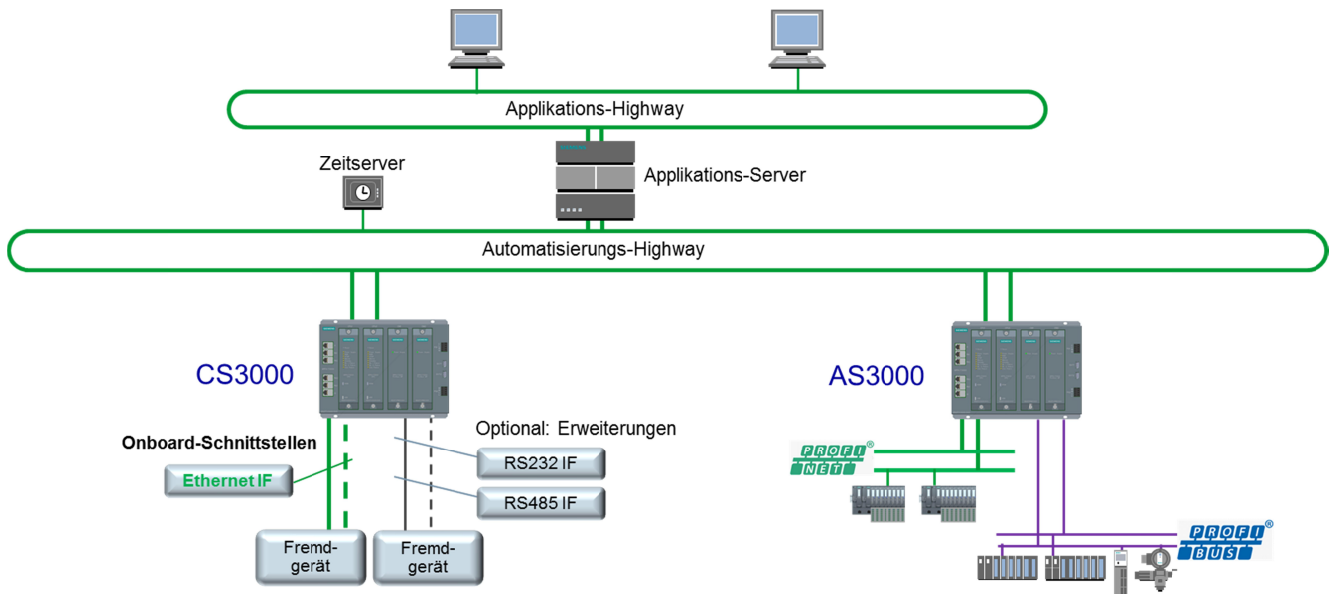 Applikations-Highway
Zeitserver
Applikations-Server
Automatisierungs-Highway
CS3000
AS3000
Onboard-Schnittstellen
Optional: Erweiterungen
Ethernet IF
RS232 IF
RS485 IF
Fremd-
gerät
Fremd-
gerät
PROFI®
NET
PROFI®
BUS